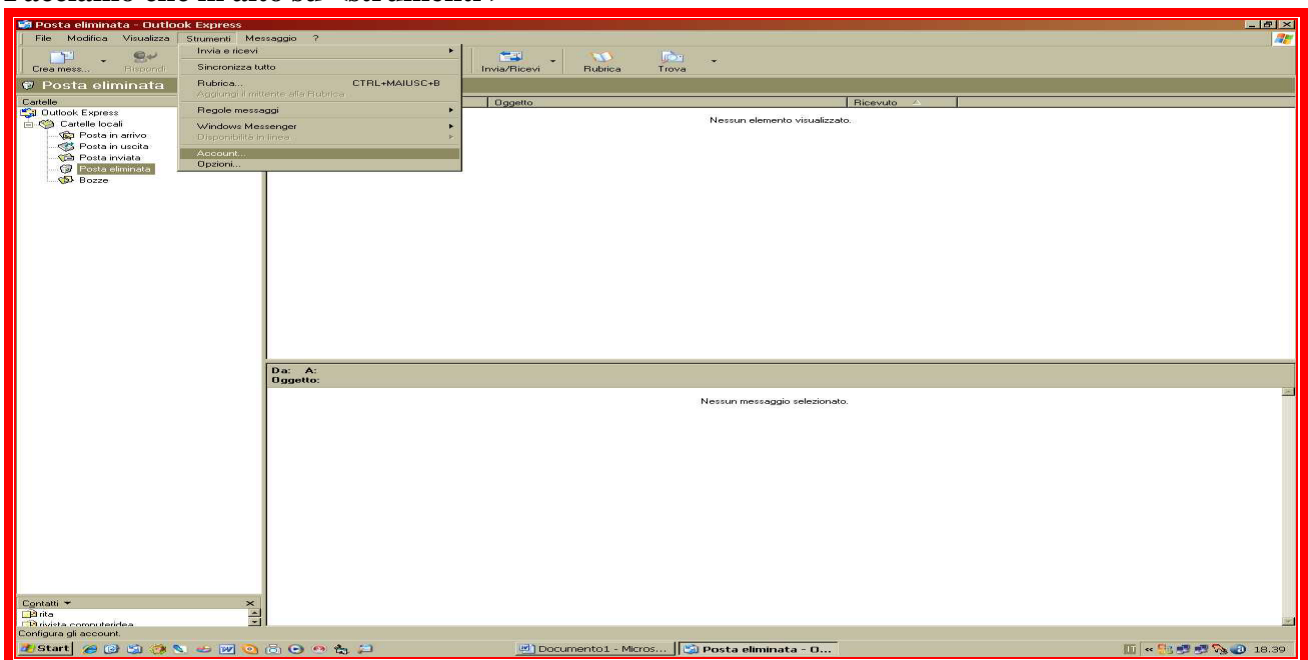 Posta eliminata - Outlook Express
File Modifica Visualizza Strumenti Messaggio ?
Crea mess... Rispondi Invia/Ricevi Rubrica Trova
Invia e ricevi
Sincronizza tutto
Rubrica... CTRL+MAIUSC+B
Aggiungi il mittente alla Rubrica
Regole messaggi
Windows Messenger
Disponibilità in linea
Account...
Opzioni...
Posta eliminata
Cartelle
Outlook Express
Cartelle locali
Posta in arrivo
Posta in uscita
Posta inviata
Posta eliminata
Bozze
Oggetto Ricevuto
Nessun elemento visualizzato.
Da: A:
Oggetto:
Nessun messaggio selezionato.
Contatti
rita
rivista computeridea
Configura gli account.
Start Documento1 - Micros... Posta eliminata - O... IT « 18.39